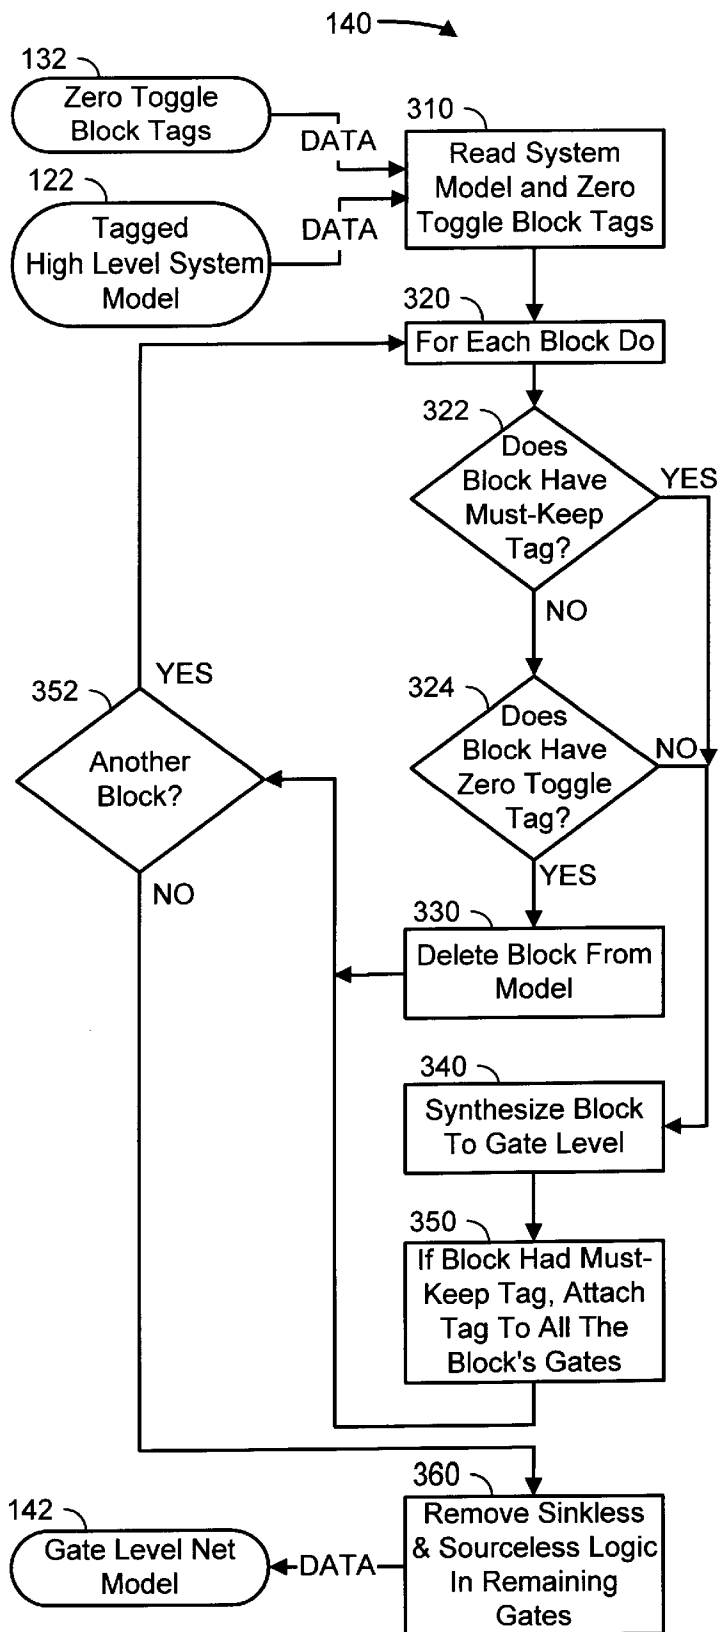 140
132
Zero Toggle
Block Tags
DATA
310
Read System
Model and Zero
Toggle Block Tags
122
Tagged
High Level System
Model
DATA
320
For Each Block Do
322
Does
Block Have
Must-Keep
Tag?
YES
NO
324
Does
Block Have
Zero Toggle
Tag?
NO
YES
352
Another
Block?
YES
NO
330
Delete Block From
Model
340
Synthesize Block
To Gate Level
350
If Block Had Must-
Keep Tag, Attach
Tag To All The
Block's Gates
360
Remove Sinkless
& Sourceless Logic
In Remaining
Gates
DATA
142
Gate Level Net
Model